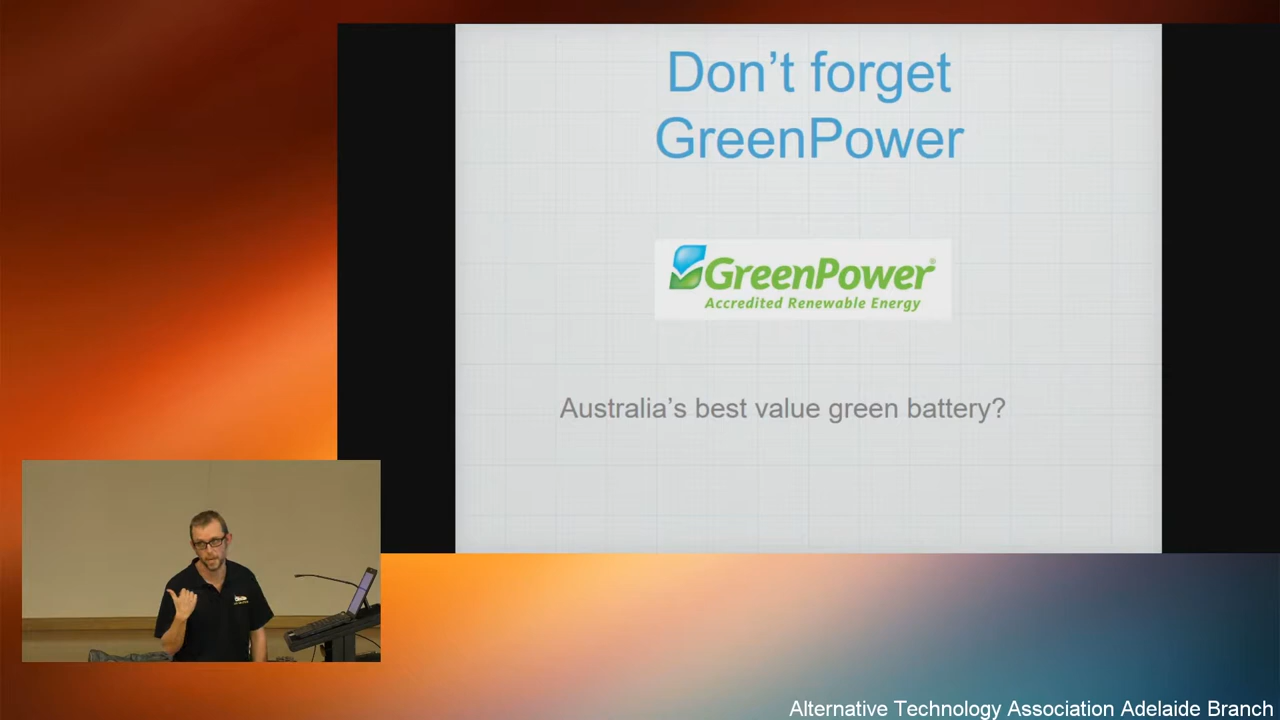 Don't forget
GreenPower
GreenPower®
Accredited Renewable Energy
Australia's best value green battery?
Alternative Technology Association Adelaide Branch